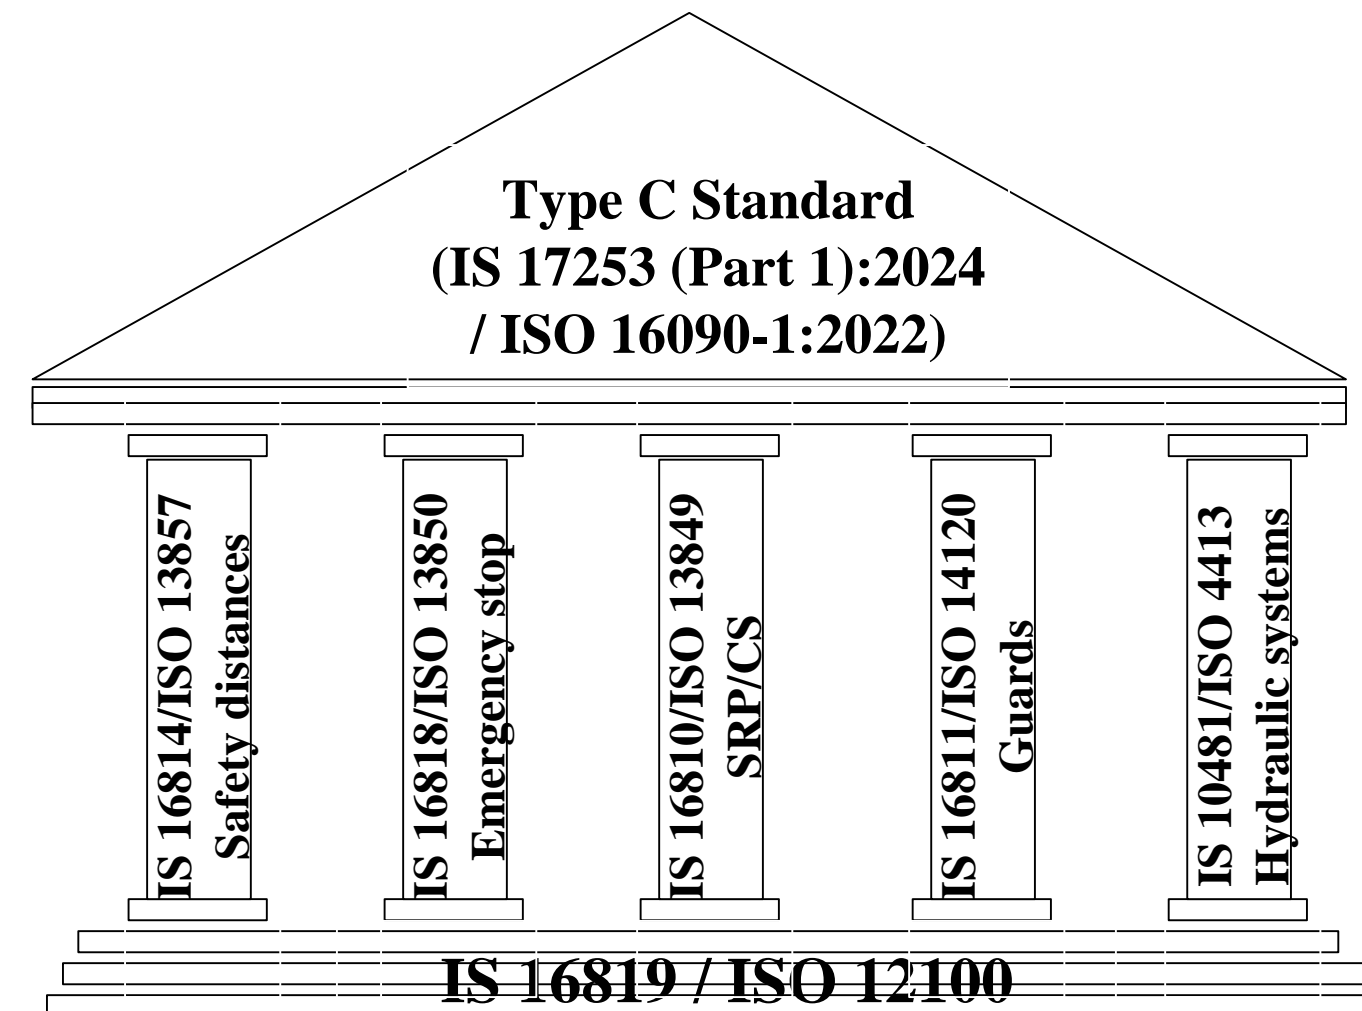 Type C Standard
(IS 17253 (Part 1):2024
/ ISO 16090-1:2022)
IS 16814/ISO 13857
Safety distances
IS 16818/ISO 13850
Emergency stop
IS 16810/ISO 13849
SRP/CS
IS 16811/ISO 14120
Guards
IS 10481/ISO 4413
Hydraulic systems
IS 16819 / ISO 12100